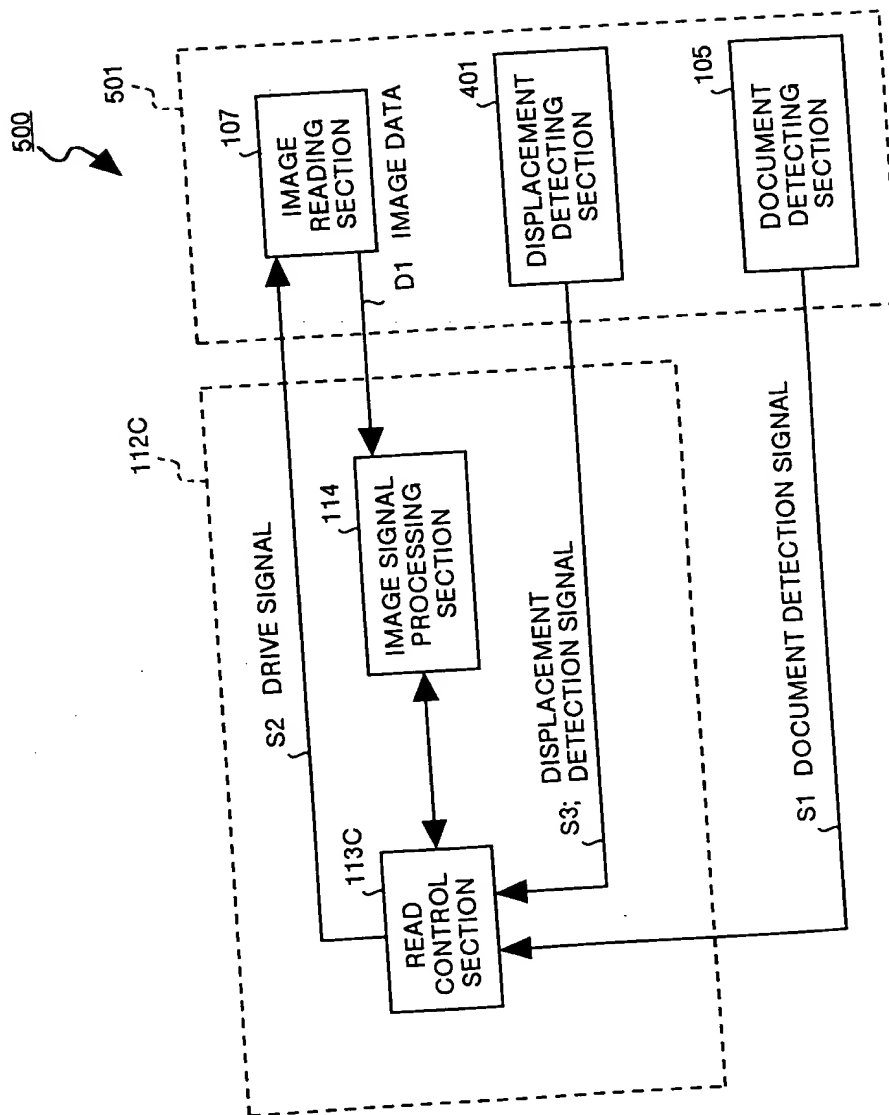 500
501
107
IMAGE
READING
SECTION
D1 IMAGE DATA
401
DISPLACEMENT
DETECTING
SECTION
105
DOCUMENT
DETECTING
SECTION
112C
S2 DRIVE SIGNAL
114
IMAGE SIGNAL
PROCESSING
SECTION
113C
READ
CONTROL
SECTION
S3; DISPLACEMENT
DETECTION SIGNAL
S1 DOCUMENT DETECTION SIGNAL